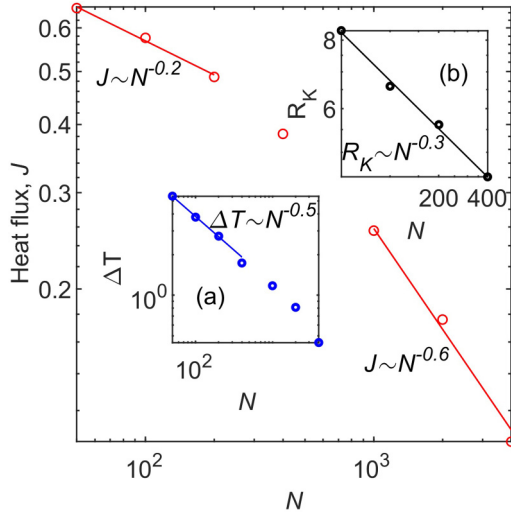 0.6
0.5
0.4
0.3
0.2
Heat flux, J
J~N^-0.2
J~N^-0.6
10^2
10^3
N
(a)
ΔT~N^-0.5
ΔT
10^0
10^2
N
(b)
R_K~N^-0.3
R_K
8
6
200 400
N